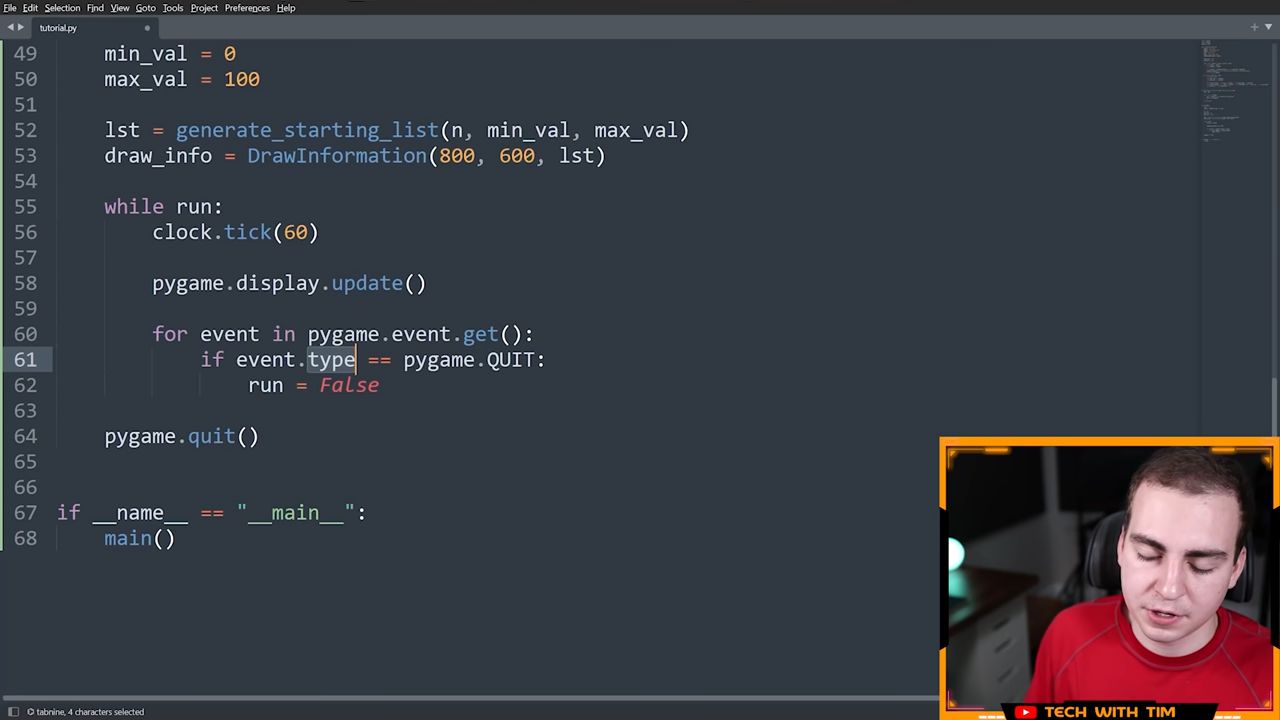 File Edit Selection Find View Goto Tools Project Preferences Help
tutorial.py
49 min_val = 0
50 max_val = 100
51
52 lst = generate_starting_list(n, min_val, max_val)
53 draw_info = DrawInformation(800, 600, lst)
54
55 while run:
56 clock.tick(60)
57
58 pygame.display.update()
59
60 for event in pygame.event.get():
61 if event.type == pygame.QUIT:
62 run = False
63
64 pygame.quit()
65
66
67 if __name__ == "__main__":
68 main()
tabnine, 4 characters selected
TECH WITH TIM